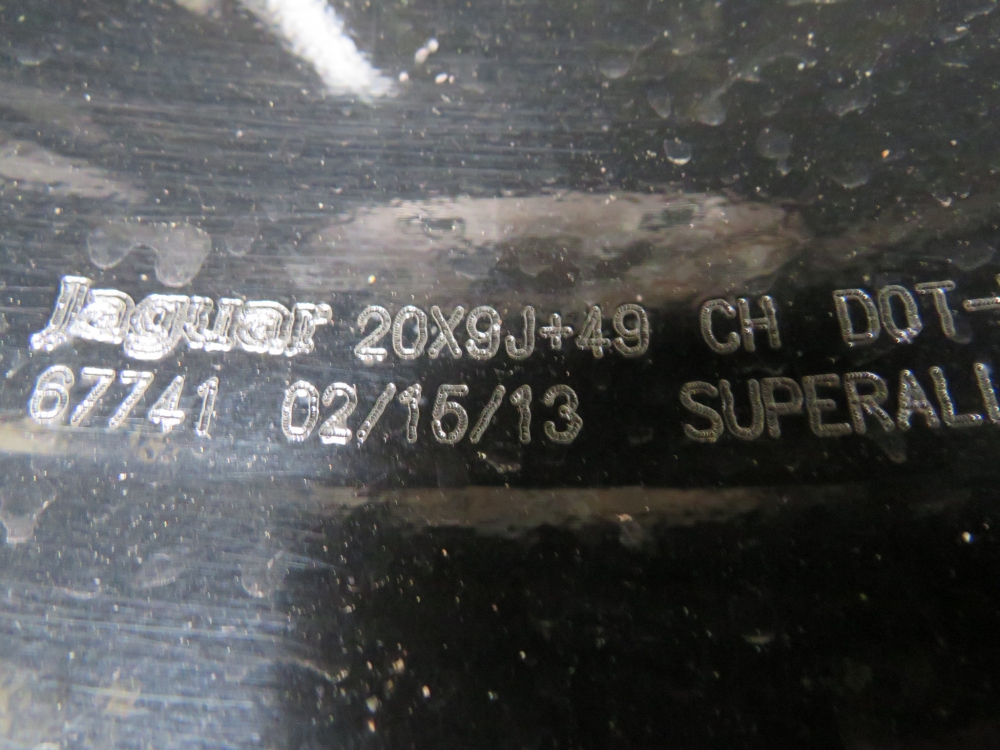 Jaguar 20X9J+49 CH DOT-
67741 02/15/13 SUPERALL